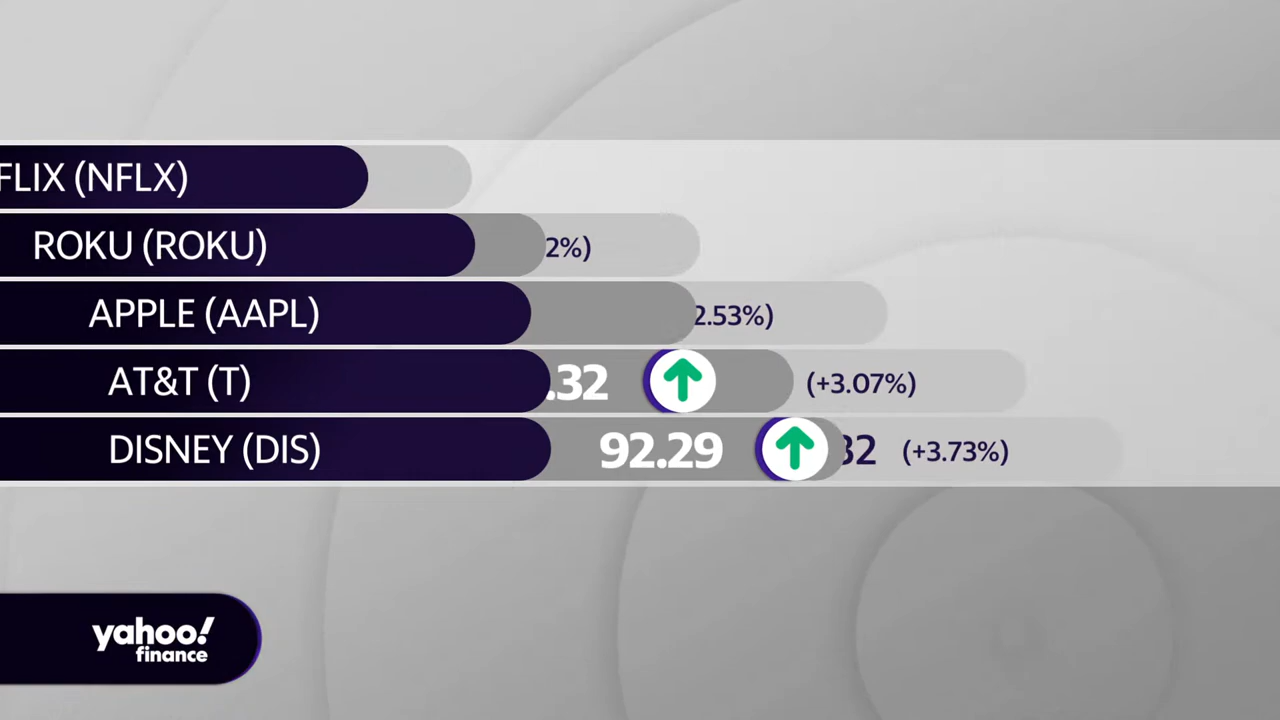 FLIX (NFLX)
ROKU (ROKU) 2%)
APPLE (AAPL) 2.53%)
AT&T (T) .32 (+3.07%)
DISNEY (DIS) 92.29 32 (+3.73%)
yahoo!
finance